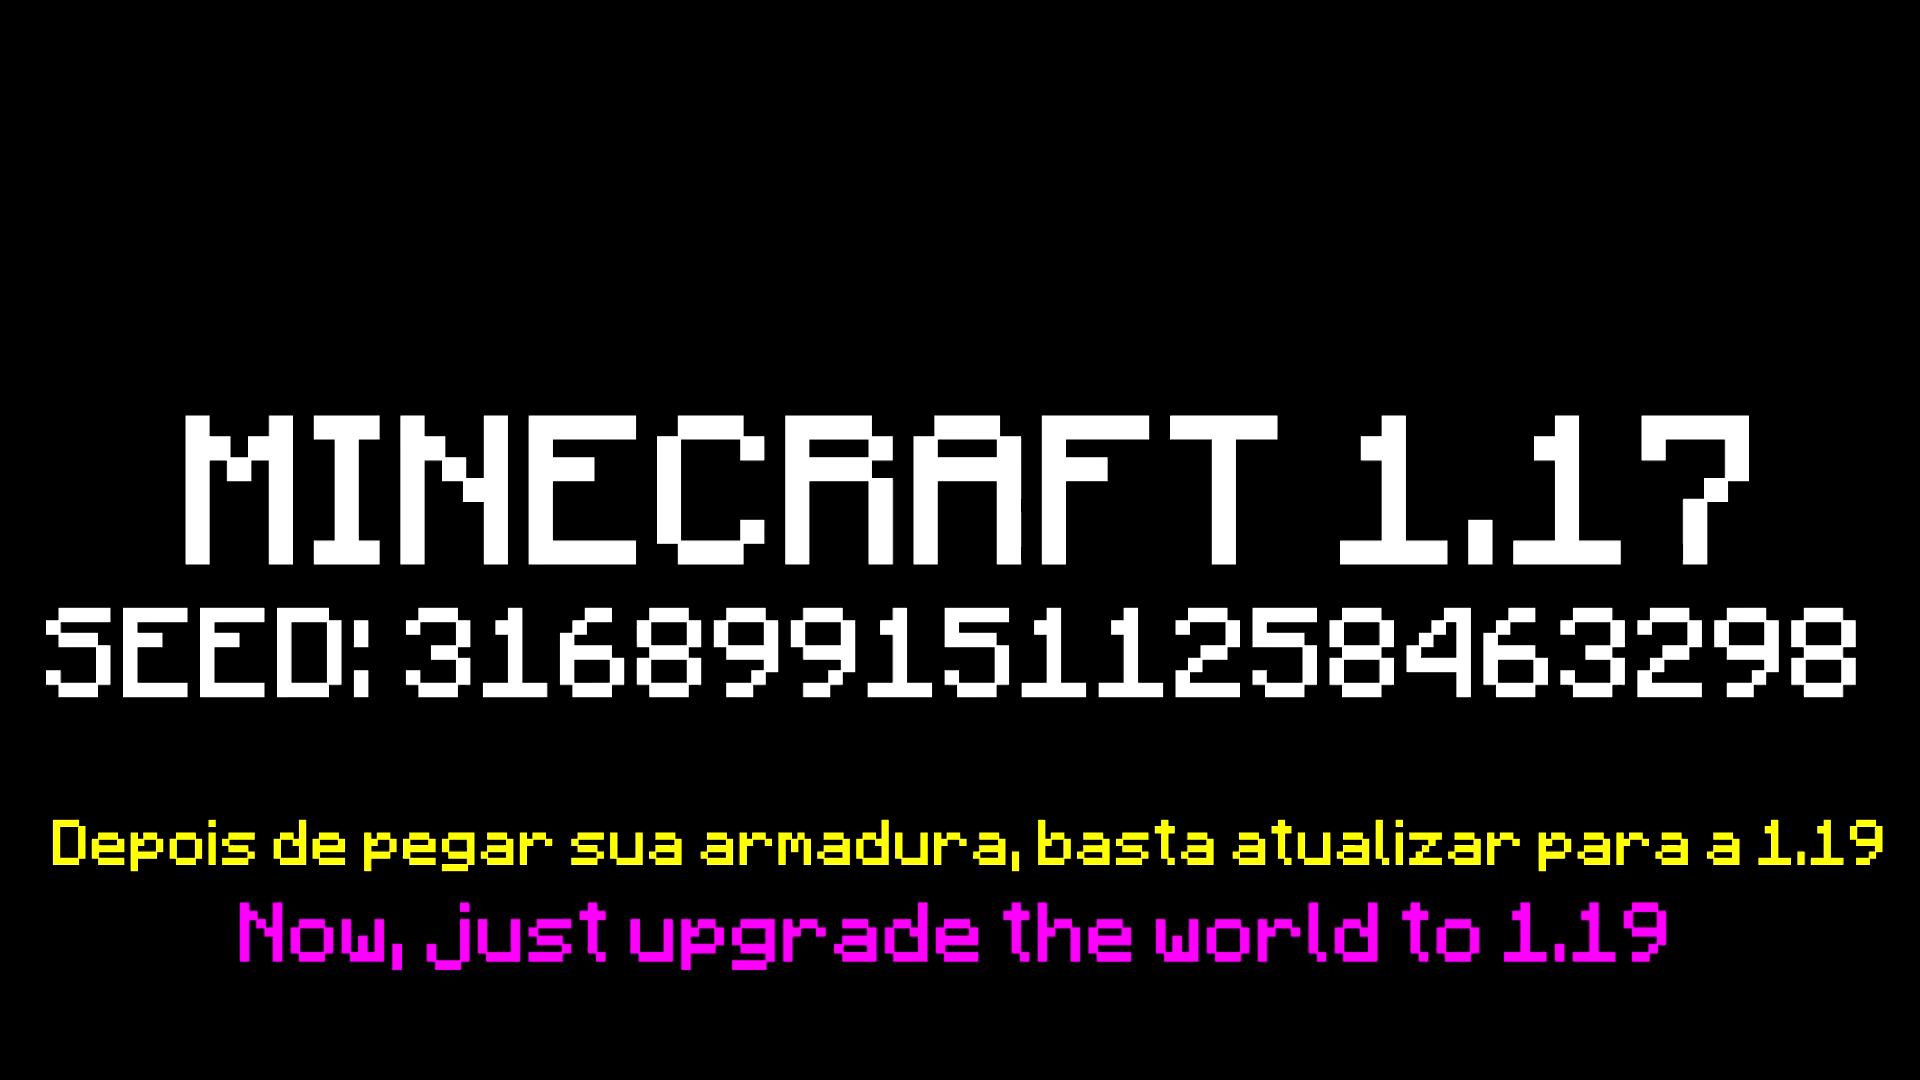 MINECRAFT 1.17
SEED: 3168991511258463298
Depois de pegar sua armadura, basta atualizar para a 1.19
Now, just upgrade the world to 1.19